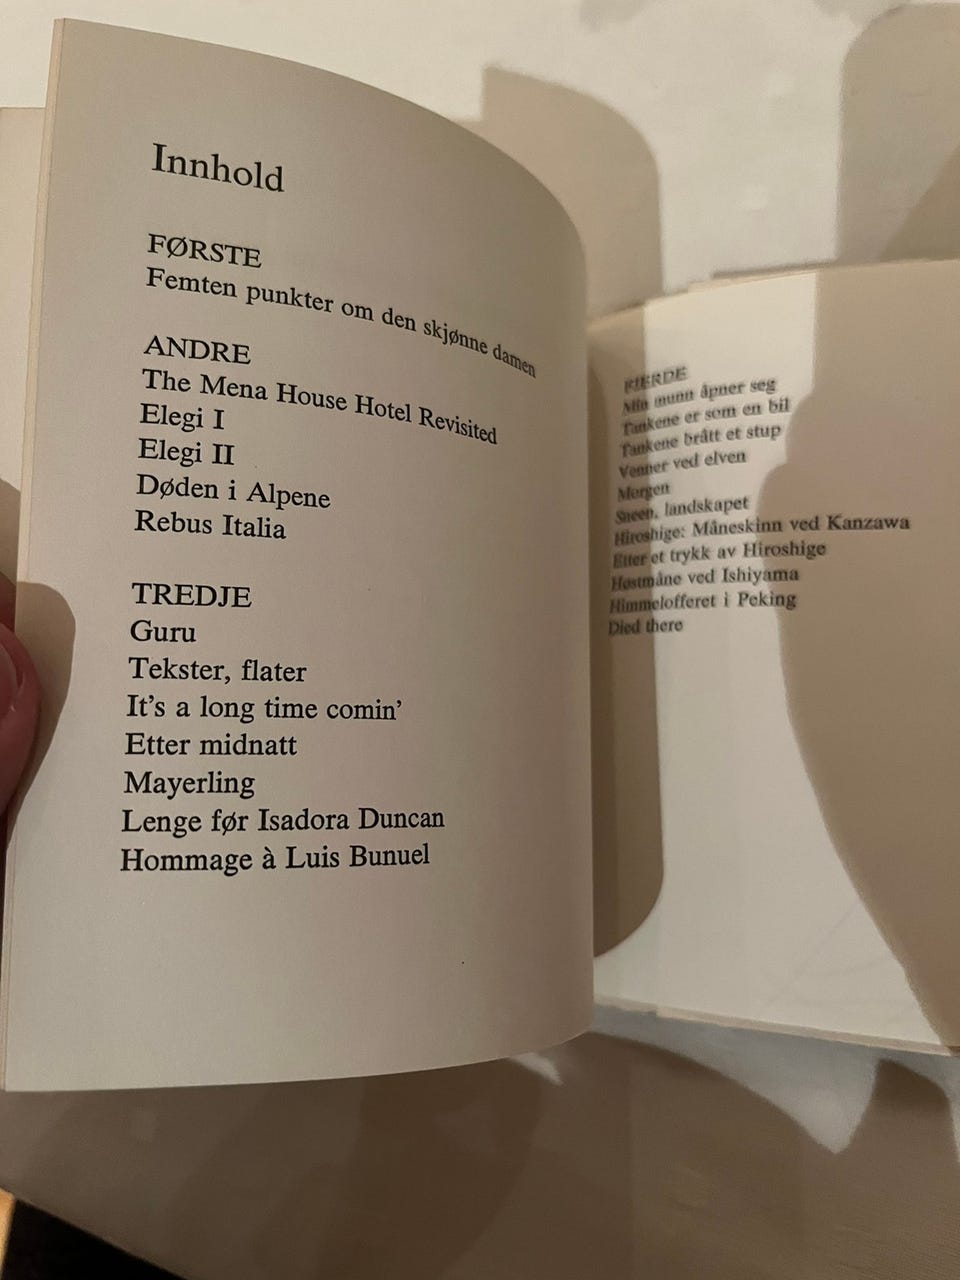 Innhold
FØRSTE
Femten punkter om den skjønne damen
ANDRE
The Mena House Hotel Revisited
Elegi I
Elegi II
Døden i Alpene
Rebus Italia
TREDJE
Guru
Tekster, flater
It’s a long time comin’
Etter midnatt
Mayerling
Lenge før Isadora Duncan
Hommage à Luis Bunuel
FJERDE
Min munn åpner seg
Tankene er som en bil
Tankene brått et stup
Venner ved elven
Morgen
Sneen, landskapet
Hiroshige: Måneskinn ved Kanzawa
Etter et trykk av Hiroshige
Høstmåne ved Ishiyama
Himmelofferet i Peking
Died there